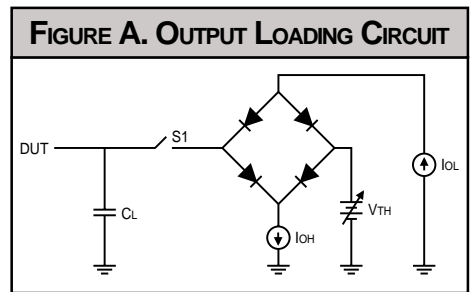 FIGURE A. OUTPUT LOADING CIRCUIT
DUT
S1
CL
IOH
VTH
IOL